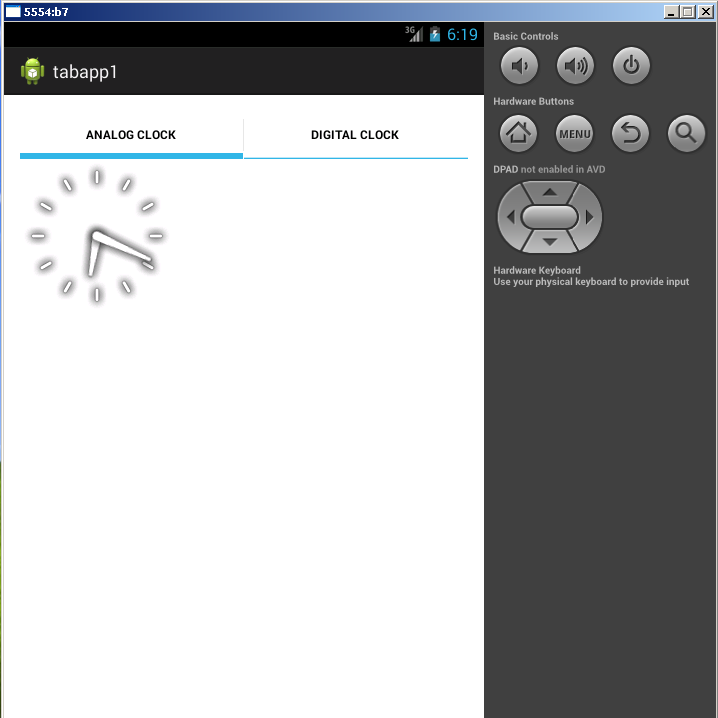 5554:b7
3G 6:19
tabapp1
ANALOG CLOCK
DIGITAL CLOCK
Basic Controls
Hardware Buttons
MENU
DPAD not enabled in AVD
Hardware Keyboard
Use your physical keyboard to provide input